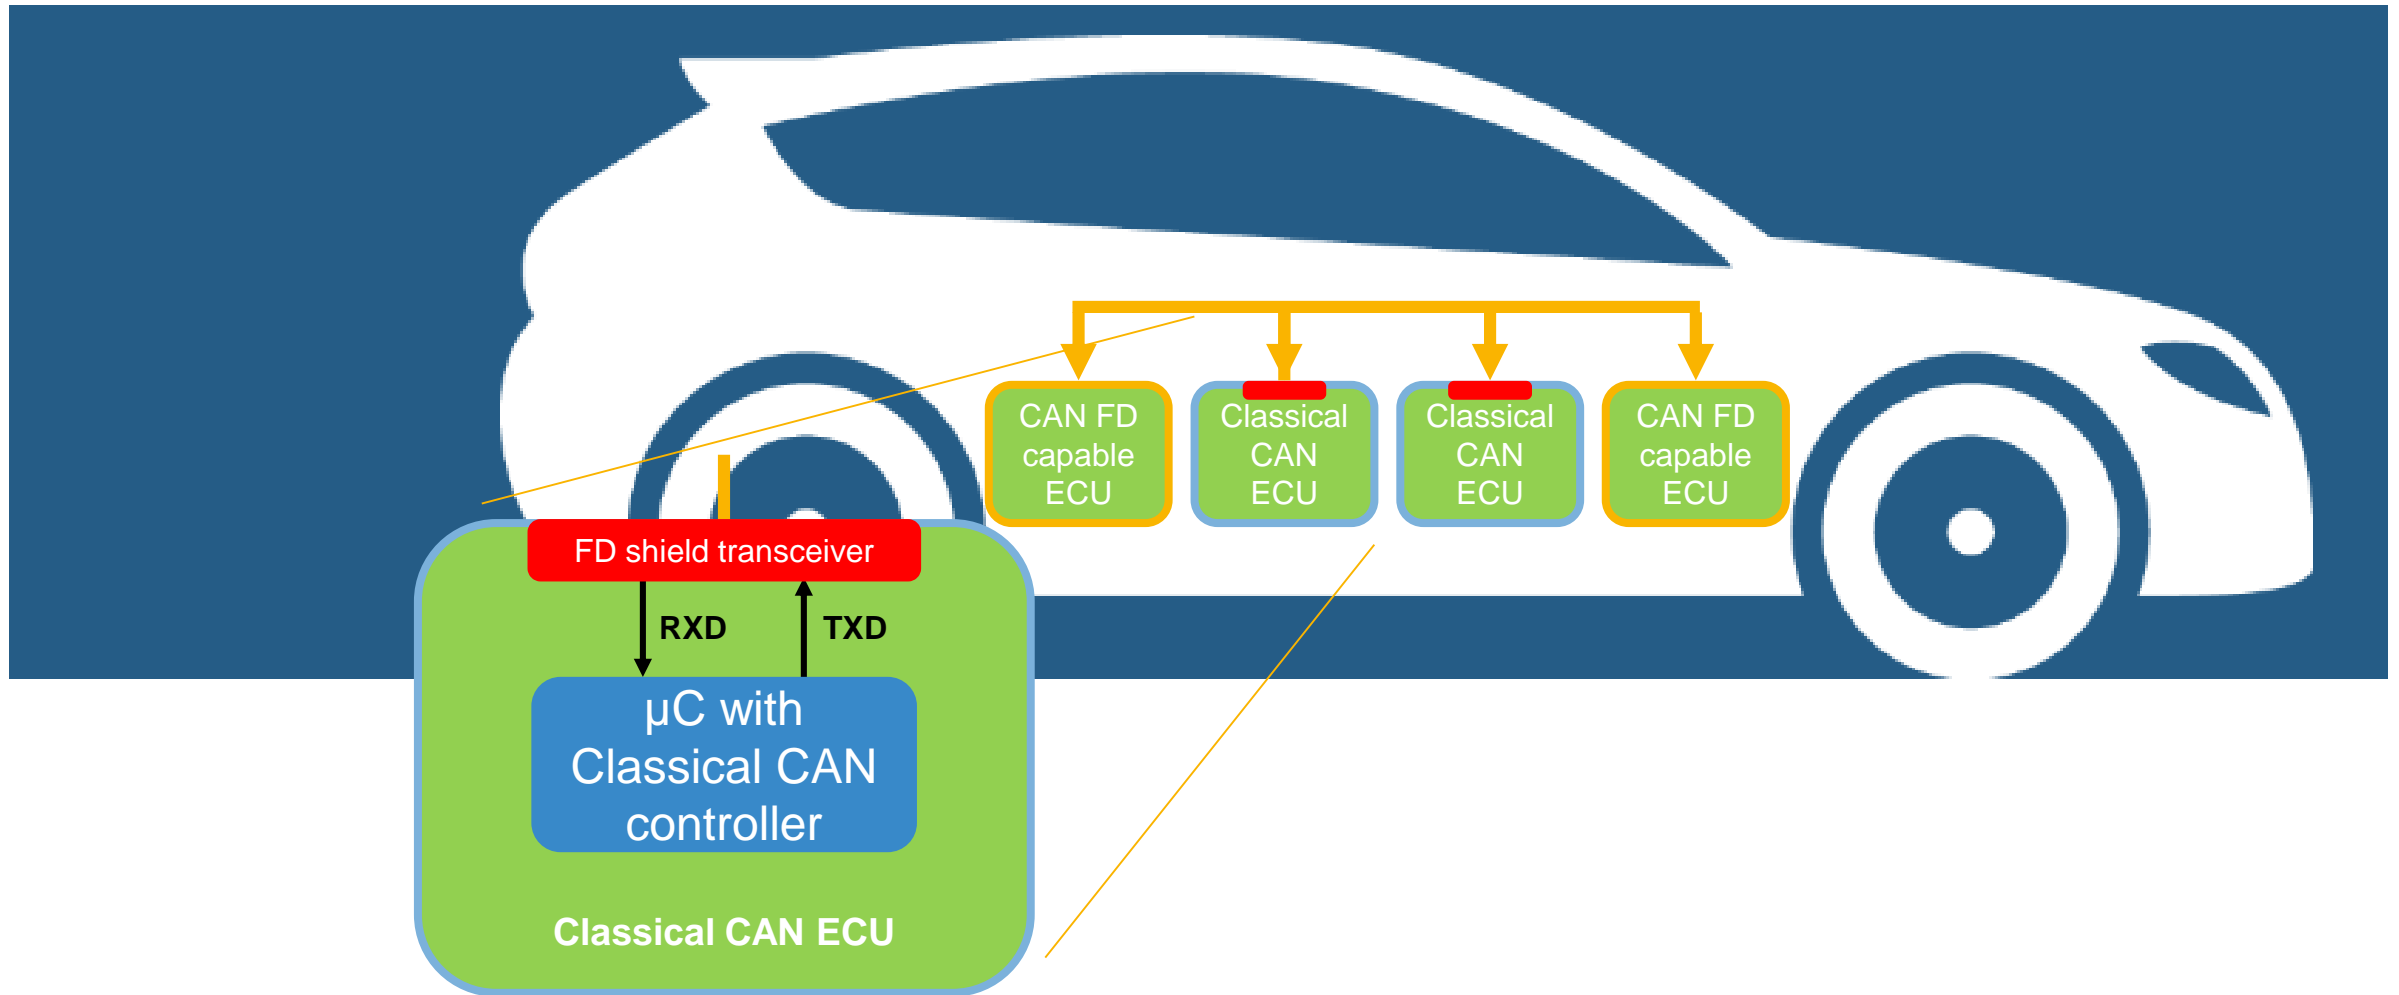 CAN FD
capable
ECU
Classical
CAN
ECU
Classical
CAN
ECU
CAN FD
capable
ECU
FD shield transceiver
RXD
TXD
µC with
Classical CAN
controller
Classical CAN ECU